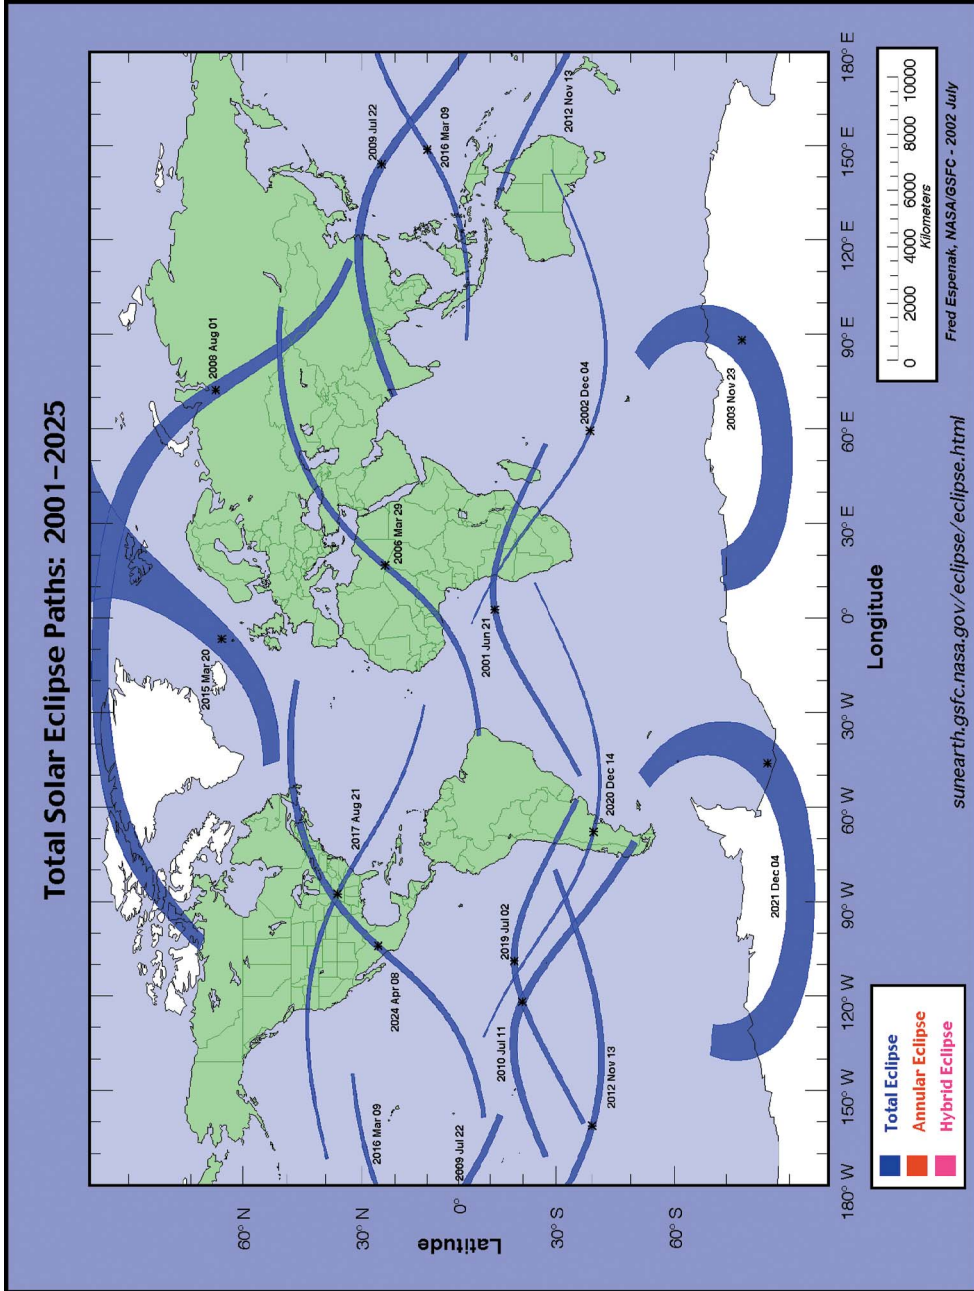 Total Solar Eclipse Paths: 2001–2025
2008 Aug 01
2015 Mar 20
2009 Jul 22
2016 Mar 09
2006 Mar 29
2017 Aug 21
2024 Apr 08
2016 Mar 09
2009 Jul 22
2001 Jun 21
2002 Dec 04
2012 Nov 13
2010 Jul 11
2019 Jul 02
2020 Dec 14
2012 Nov 13
2003 Nov 23
2021 Dec 04
Latitude
60° N
30° N
0°
30° S
60° S
180° W
150° W
120° W
90° W
60° W
30° W
0°
30° E
60° E
90° E
120° E
150° E
180° E
Longitude
Total Eclipse
Annular Eclipse
Hybrid Eclipse
sunearth.gsfc.nasa.gov/eclipse/eclipse.html
0 2000 4000 6000 8000 10000
Kilometers
Fred Espenak, NASA/GSFC - 2002 July